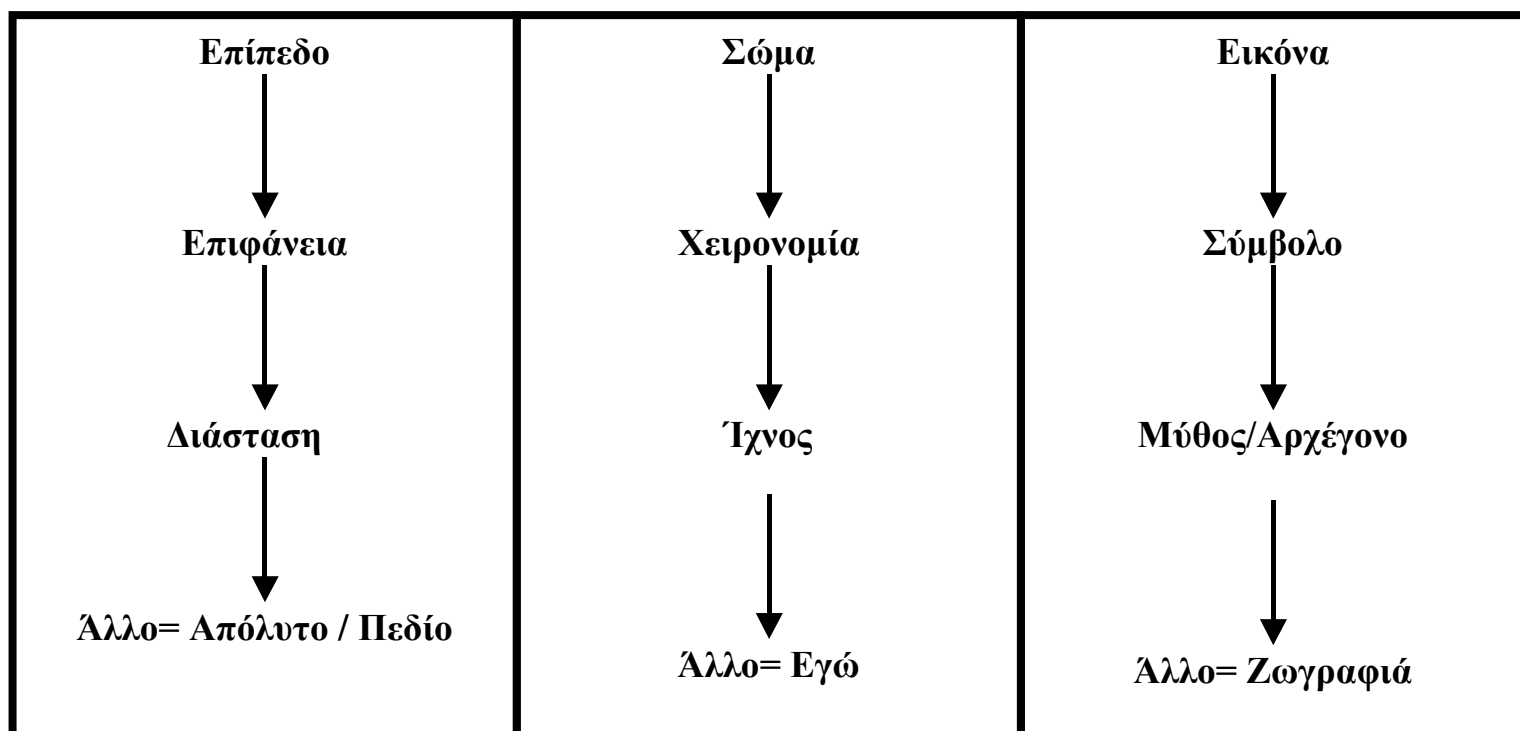 Επίπεδο
Σώμα
Εικόνα
Επιφάνεια
Χειρονομία
Σύμβολο
Διάσταση
Ίχνος
Μύθος/Αρχέγονο
Άλλο= Απόλυτο / Πεδίο
Άλλο= Εγώ
Άλλο= Ζωγραφιά